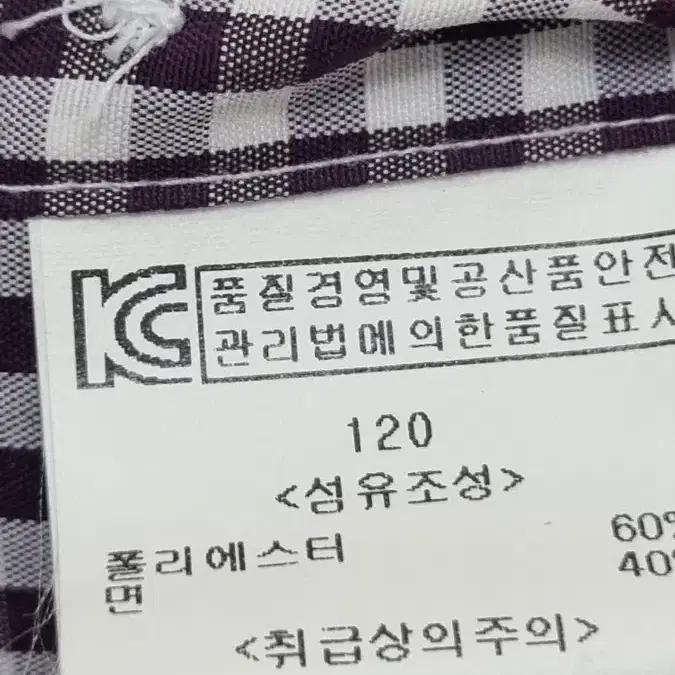 KC 품질경영및공산품안전
관리법에의한품질표시
120
<섬유조성>
폴리에스터 60%
면 40%
<취급상의주의>